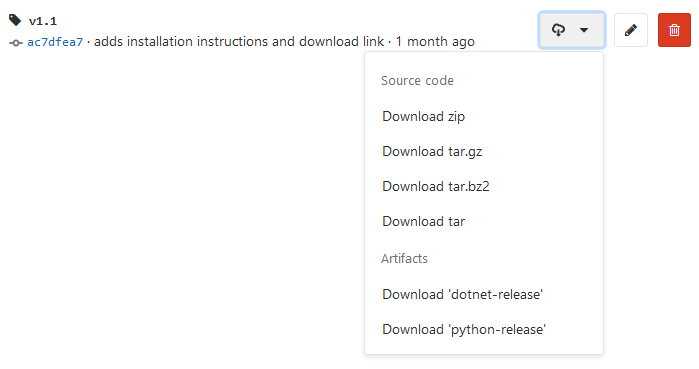 v1.1
ac7dfea7 · adds installation instructions and download link · 1 month ago
Source code
Download zip
Download tar.gz
Download tar.bz2
Download tar
Artifacts
Download 'dotnet-release'
Download 'python-release'